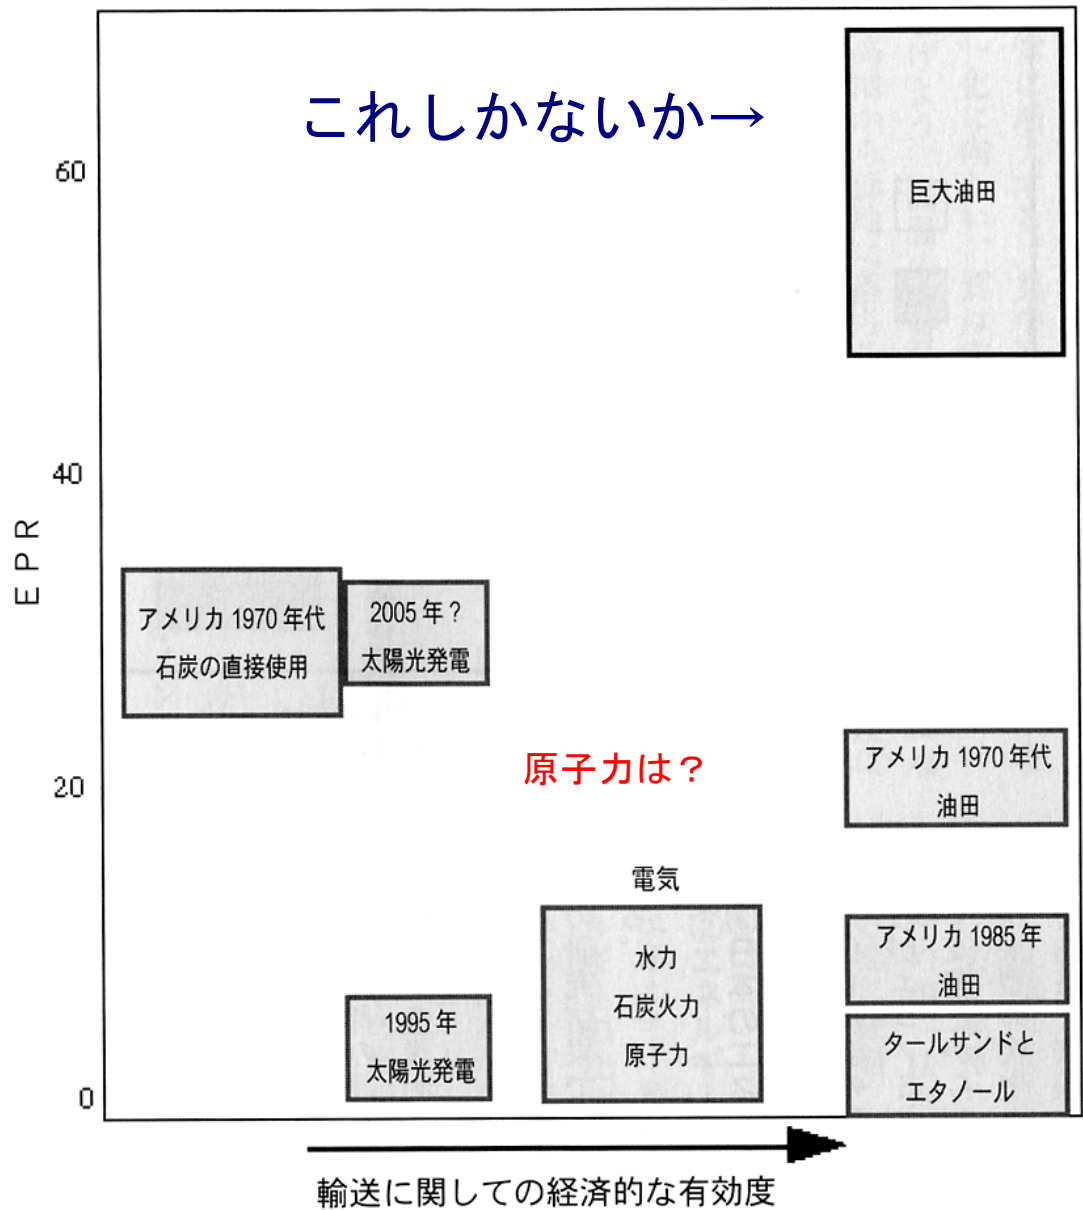 これしかないか→
60
巨大油田
40
EPR
アメリカ 1970 年代
石炭の直接使用
2005 年？
太陽光発電
原子力は？
アメリカ 1970 年代
油田
20
電気
水力
石炭火力
原子力
アメリカ 1985 年
油田
1995 年
太陽光発電
タールサンドと
エタノール
0
輸送に関しての経済的な有効度